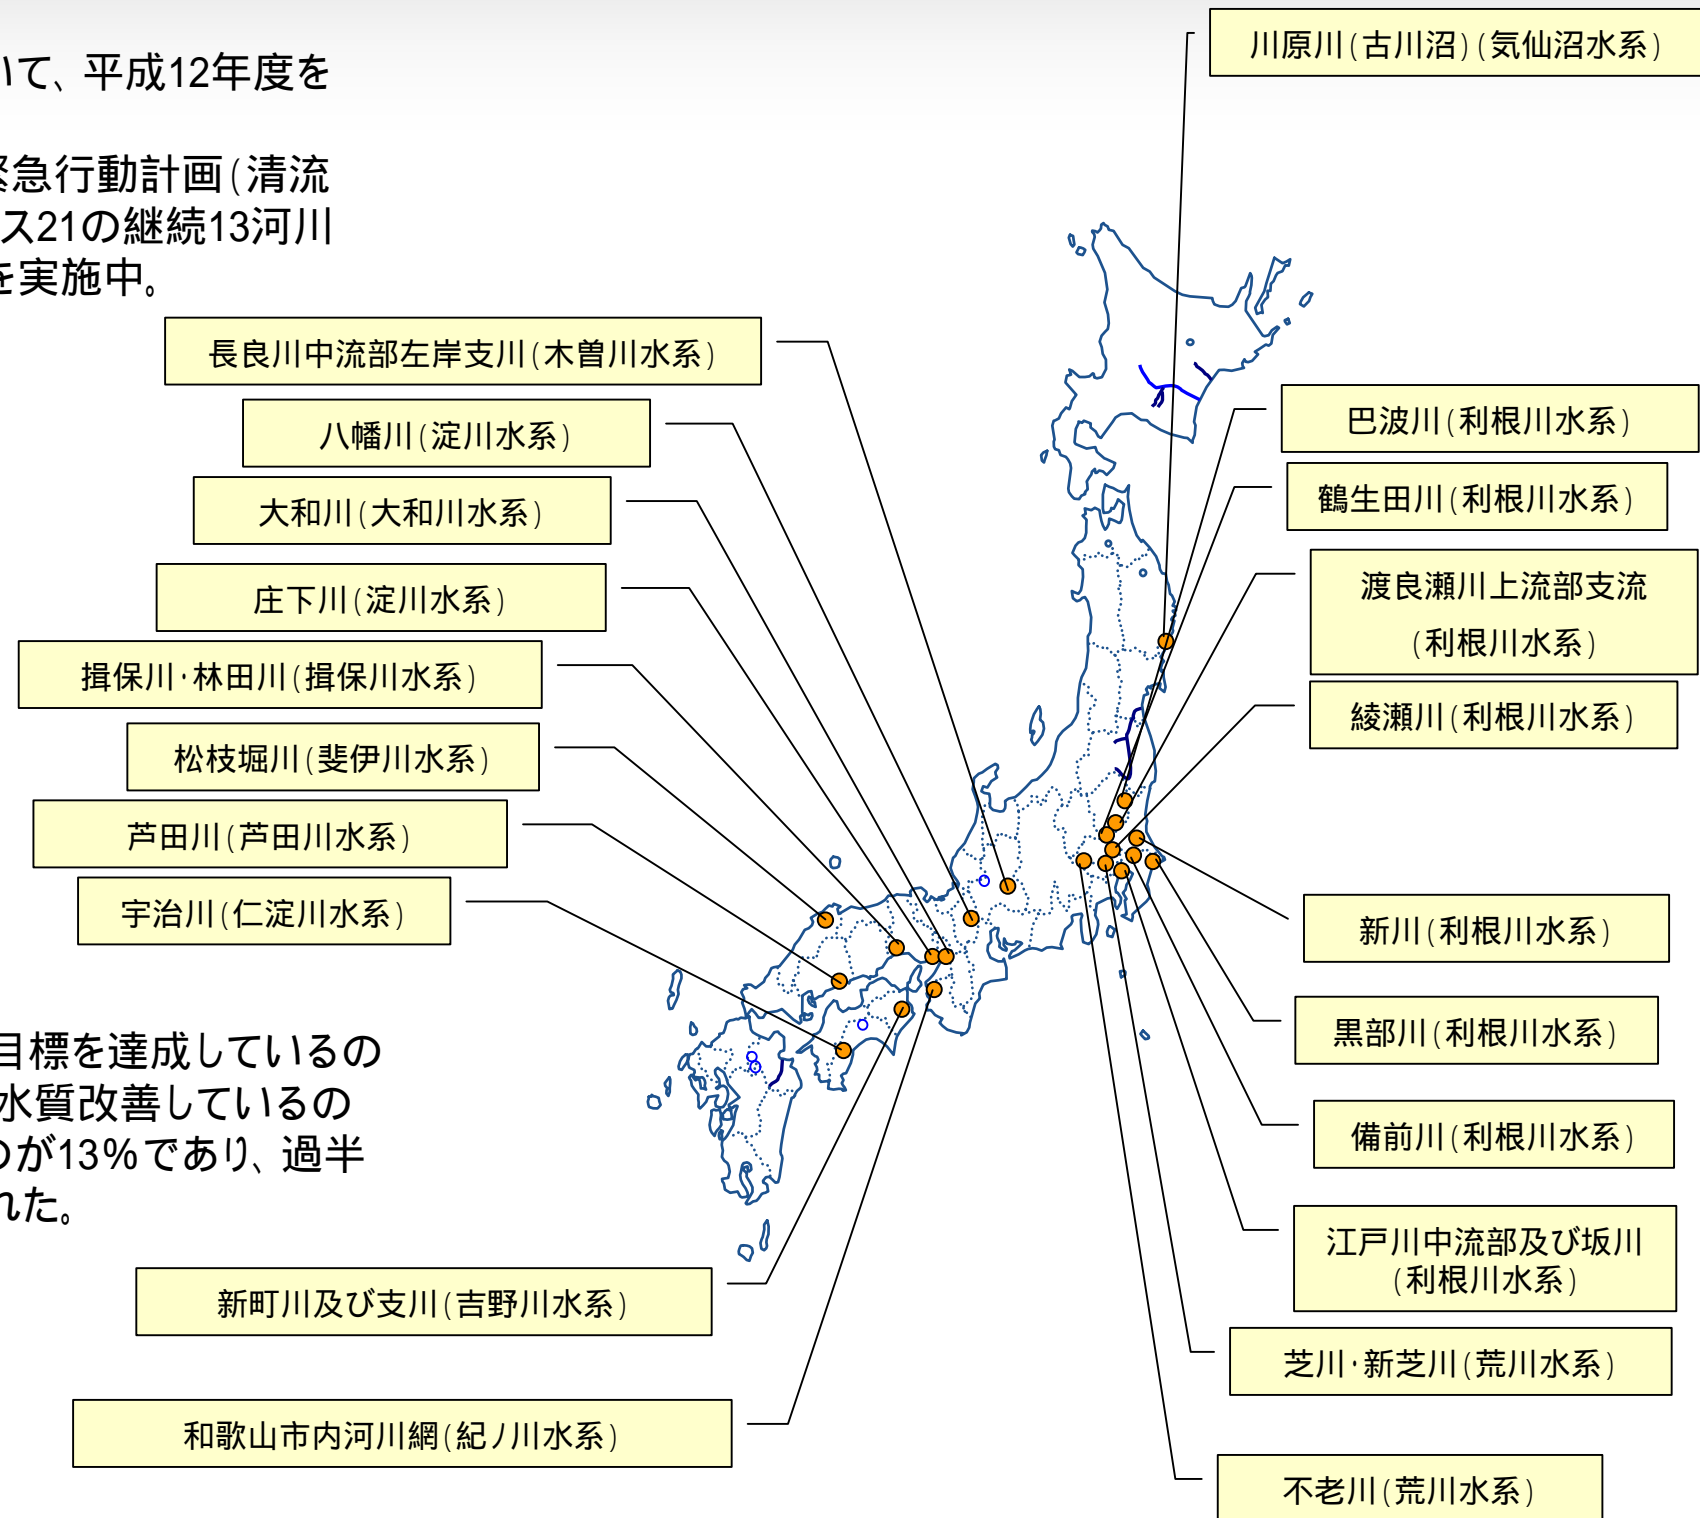 いて、平成12年度を
緊急行動計画(清流
ス21の継続13河川
を実施中。
川原川(古川沼)(気仙沼水系)
長良川中流部左岸支川(木曽川水系)
八幡川(淀川水系)
大和川(大和川水系)
庄下川(淀川水系)
揖保川・林田川(揖保川水系)
松枝堀川(斐伊川水系)
芦田川(芦田川水系)
宇治川(仁淀川水系)
巴波川(利根川水系)
鶴生田川(利根川水系)
渡良瀬川上流部支流
(利根川水系)
綾瀬川(利根川水系)
新川(利根川水系)
黒部川(利根川水系)
備前川(利根川水系)
江戸川中流部及び坂川
(利根川水系)
芝川・新芝川(荒川水系)
不老川(荒川水系)
目標を達成しているの
水質改善しているの
のが13%であり、過半
れた。
新町川及び支川(吉野川水系)
和歌山市内河川網(紀ノ川水系)